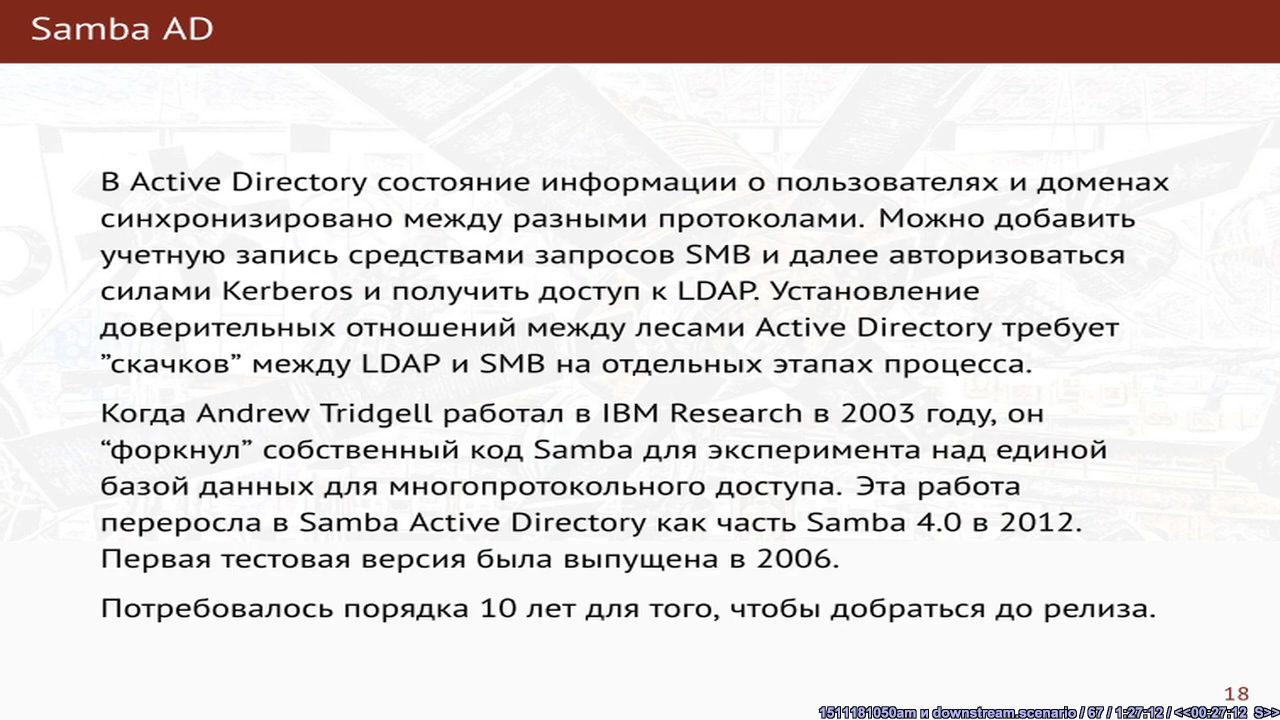 Samba AD
В Active Directory состояние информации о пользователях и доменах
синхронизировано между разными протоколами. Можно добавить
учетную запись средствами запросов SMB и далее авторизоваться
силами Kerberos и получить доступ к LDAP. Установление
доверительных отношений между лесами Active Directory требует
”скачков” между LDAP и SMB на отдельных этапах процесса.
Когда Andrew Tridgell работал в IBM Research в 2003 году, он
“форкнул” собственный код Samba для эксперимента над единой
базой данных для многопротокольного доступа. Эта работа
переросла в Samba Active Directory как часть Samba 4.0 в 2012.
Первая тестовая версия была выпущена в 2006.
Потребовалось порядка 10 лет для того, чтобы добраться до релиза.
18
1511181050am и downstream.scenario / 67 / 1:27:12 / <<00:27:12 S>>